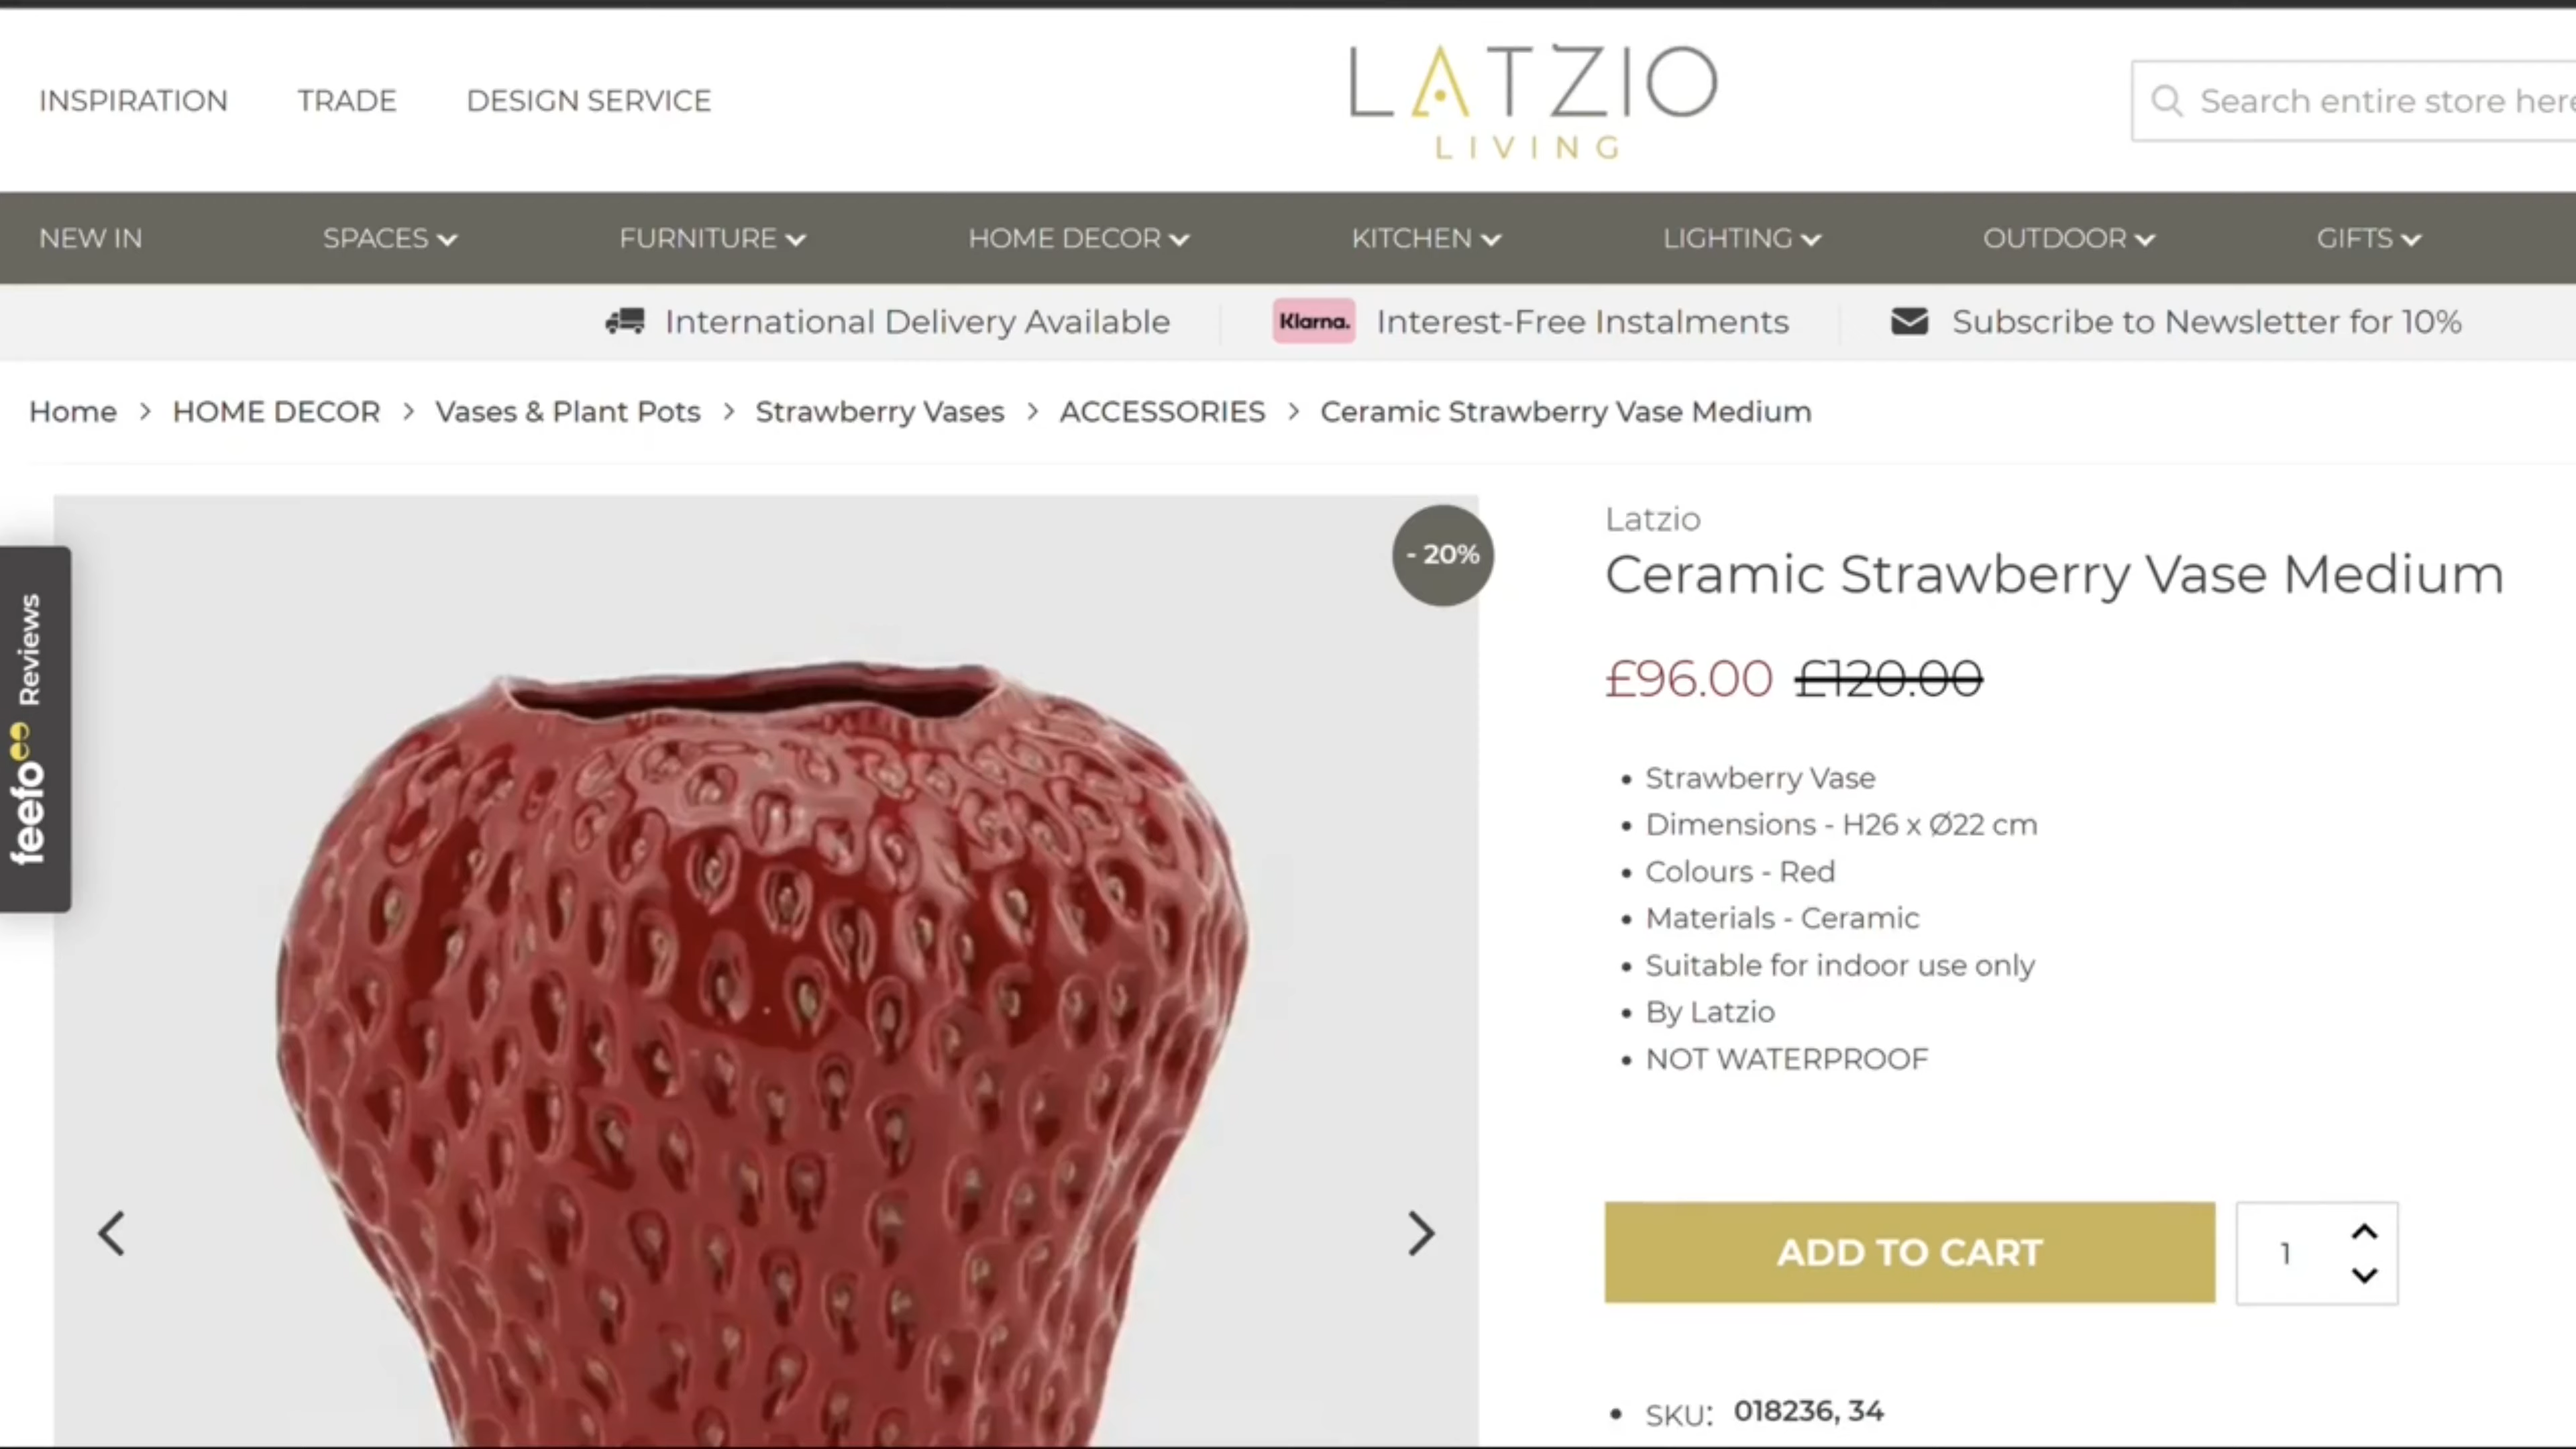 INSPIRATION TRADE DESIGN SERVICE
LATZIO
LIVING
Search entire store here
NEW IN SPACES FURNITURE HOME DECOR KITCHEN LIGHTING OUTDOOR GIFTS
International Delivery Available Klarna. Interest-Free Instalments Subscribe to Newsletter for 10%
Home > HOME DECOR > Vases & Plant Pots > Strawberry Vases > ACCESSORIES > Ceramic Strawberry Vase Medium
feefo Reviews
- 20%
Latzio
Ceramic Strawberry Vase Medium
£96.00 £120.00
• Strawberry Vase
• Dimensions - H26 x Ø22 cm
• Colours - Red
• Materials - Ceramic
• Suitable for indoor use only
• By Latzio
• NOT WATERPROOF
ADD TO CART 1
• SKU: 018236, 34